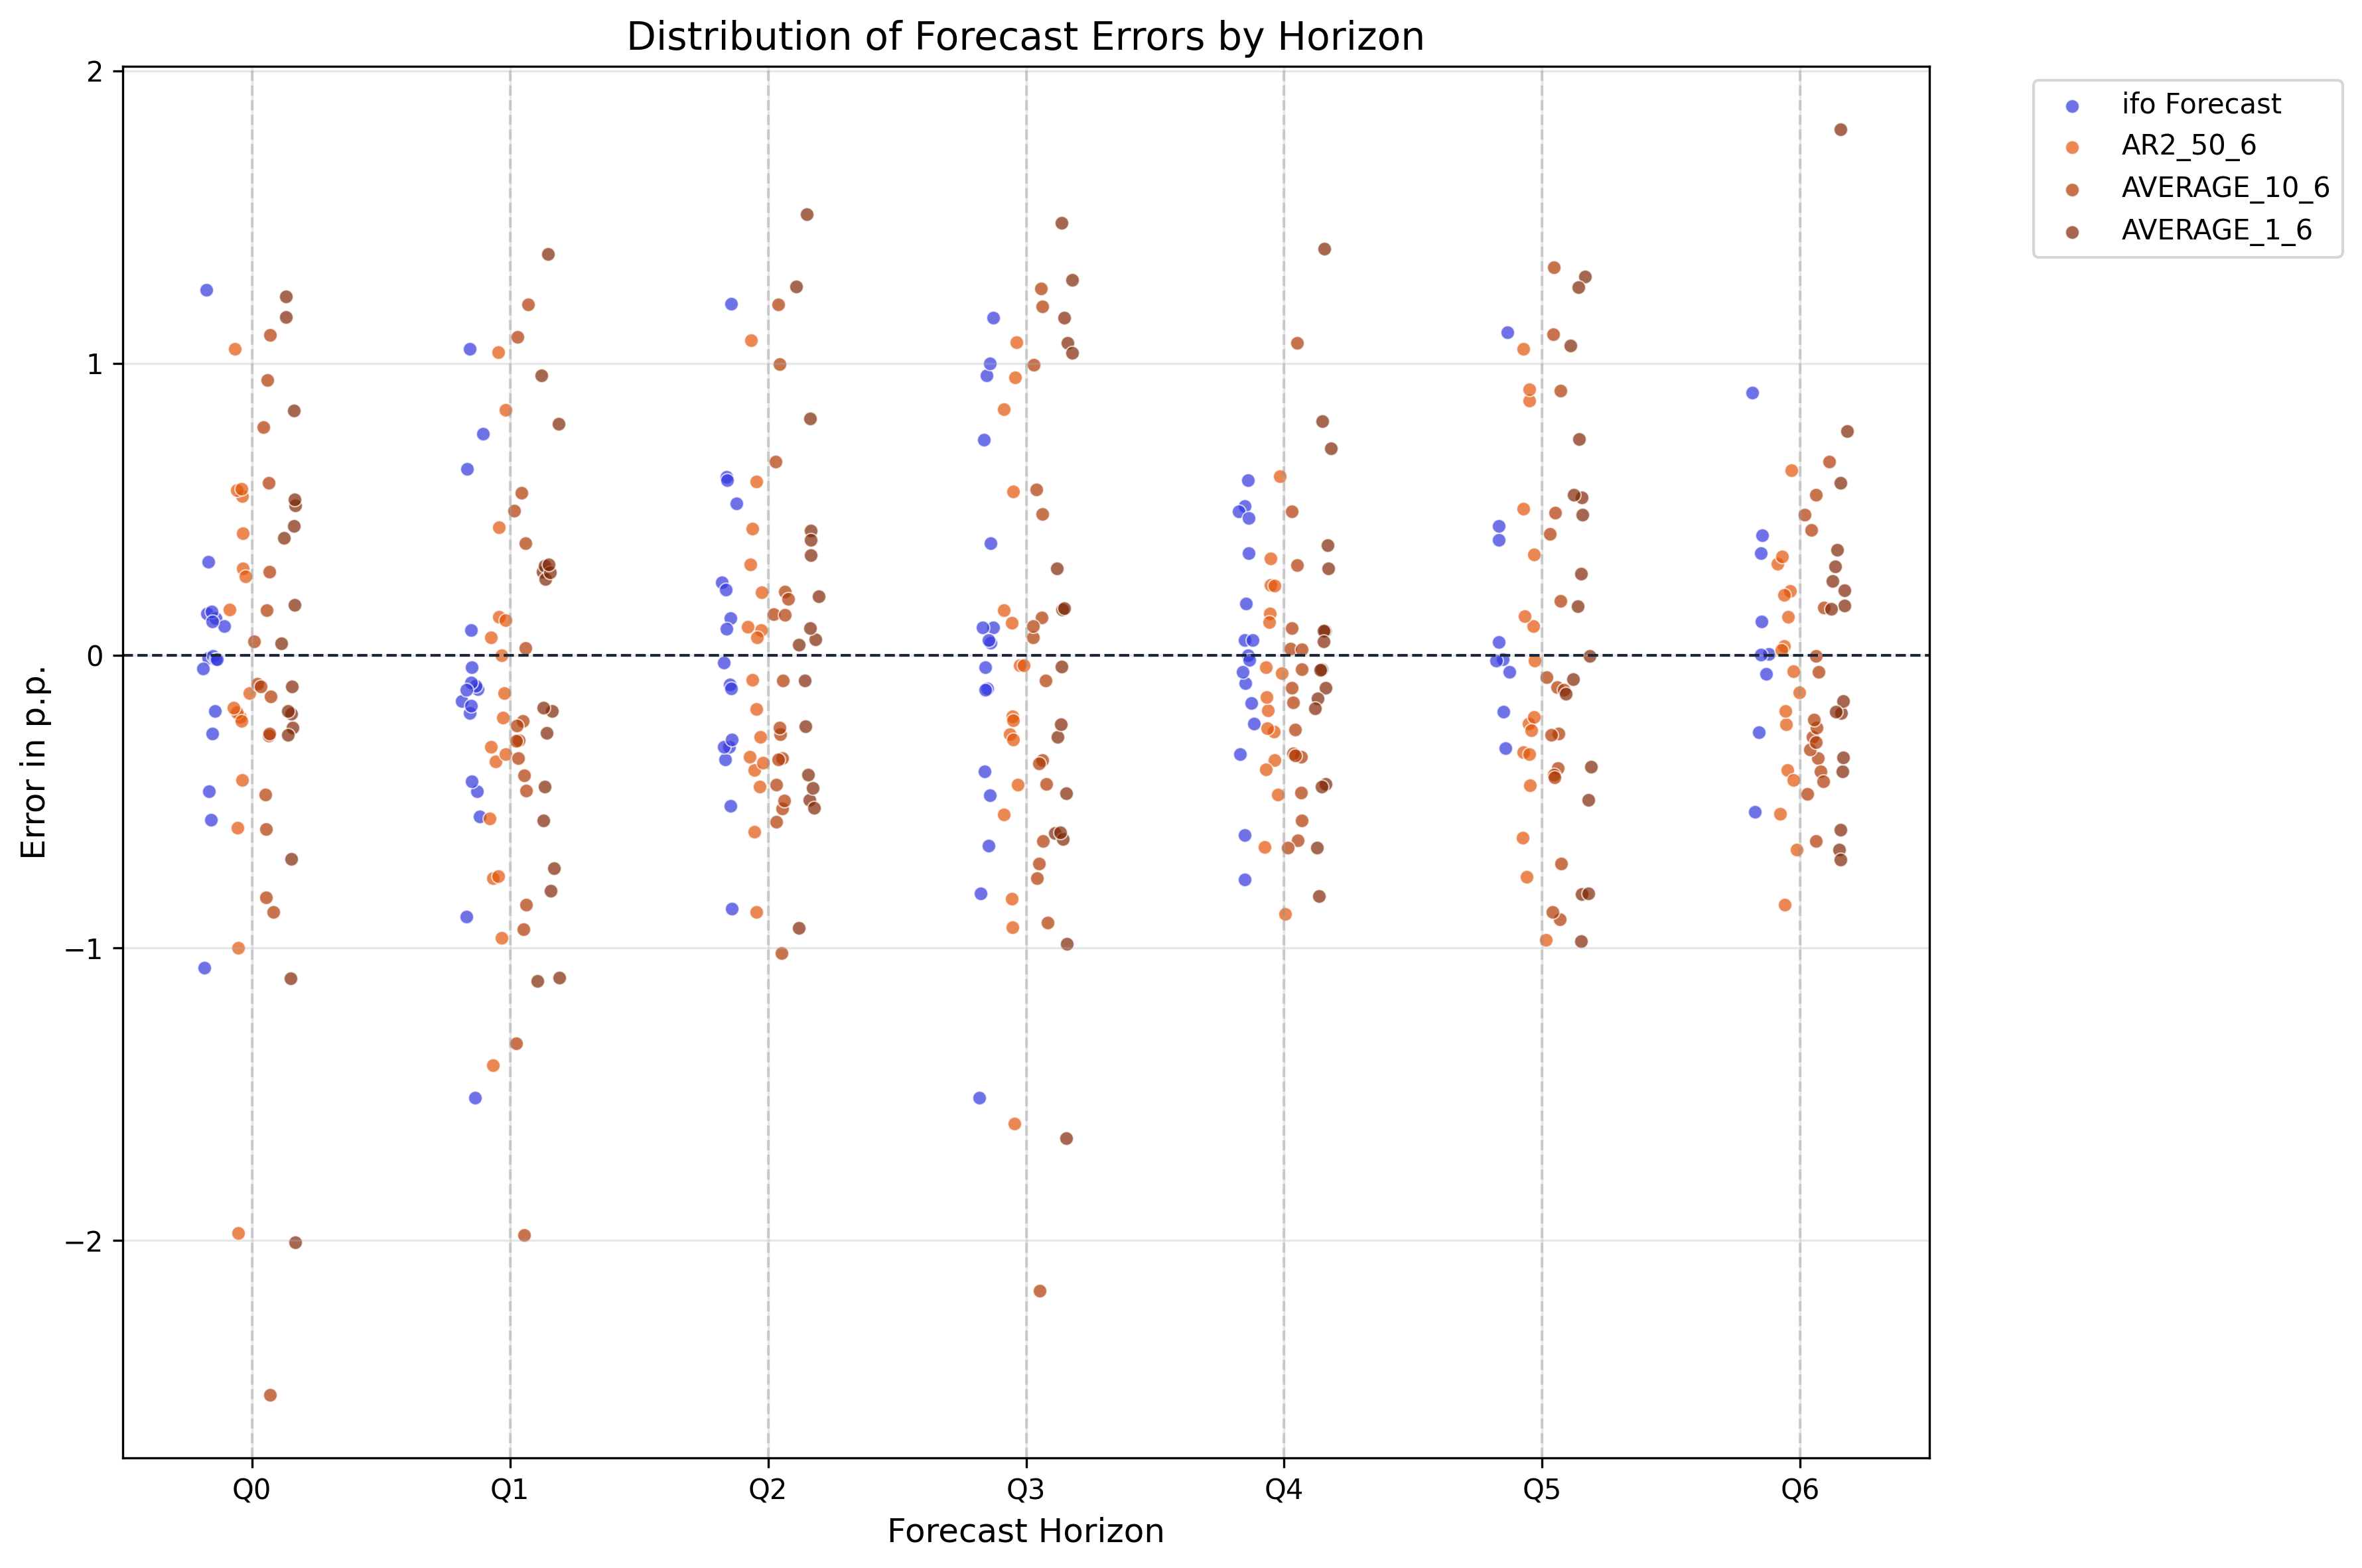 Distribution of Forecast Errors by Horizon
ifo Forecast
AR2_50_6
AVERAGE_10_6
AVERAGE_1_6
2
1
0
−1
−2
Error in p.p.
Q0 Q1 Q2 Q3 Q4 Q5 Q6
Forecast Horizon